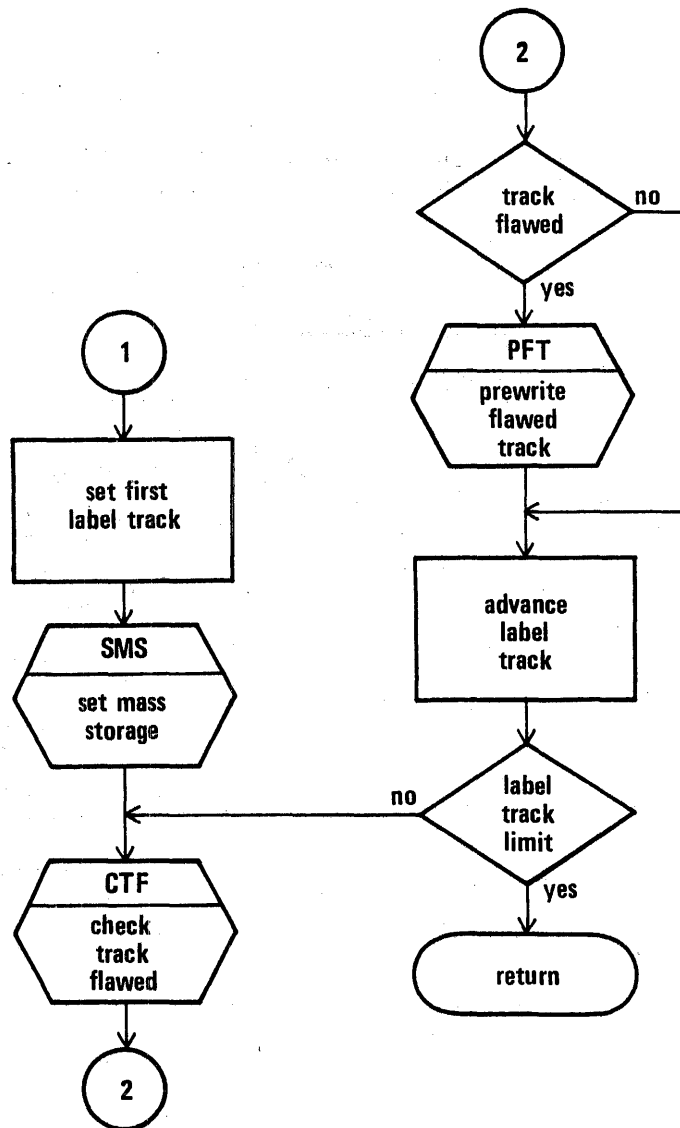 1
set first
label track
SMS
set mass
storage
CTF
check
track
flawed
2
2
track
flawed
no
yes
PFT
prewrite
flawed
track
advance
label
track
label
track
limit
no
yes
return